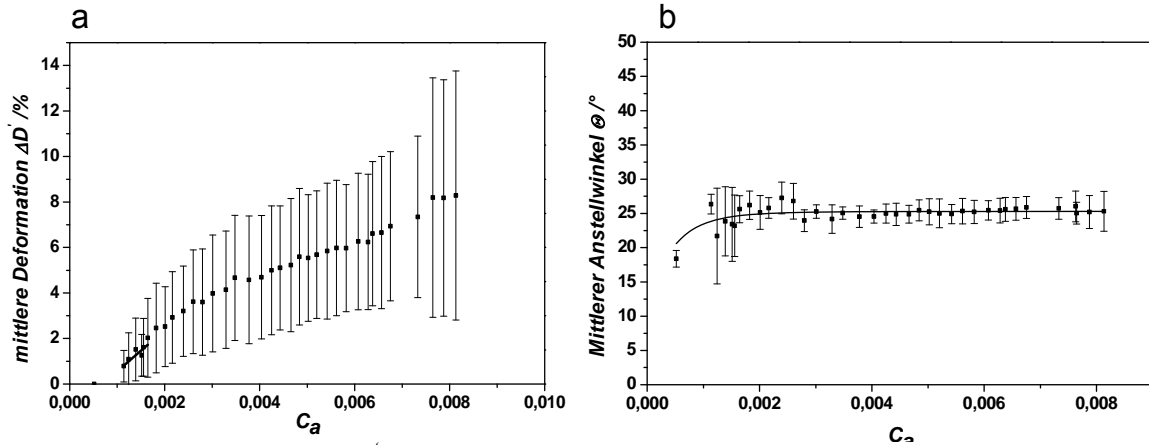 a
mittlere Deformation ΔD' /%
14
12
10
8
6
4
2
0
0,000 0,002 0,004 0,006 0,008 0,010
Ca
b
Mittlerer Anstellwinkel Θ /°
50
45
40
35
30
25
20
15
10
5
0
0,000 0,002 0,004 0,006 0,008
Ca